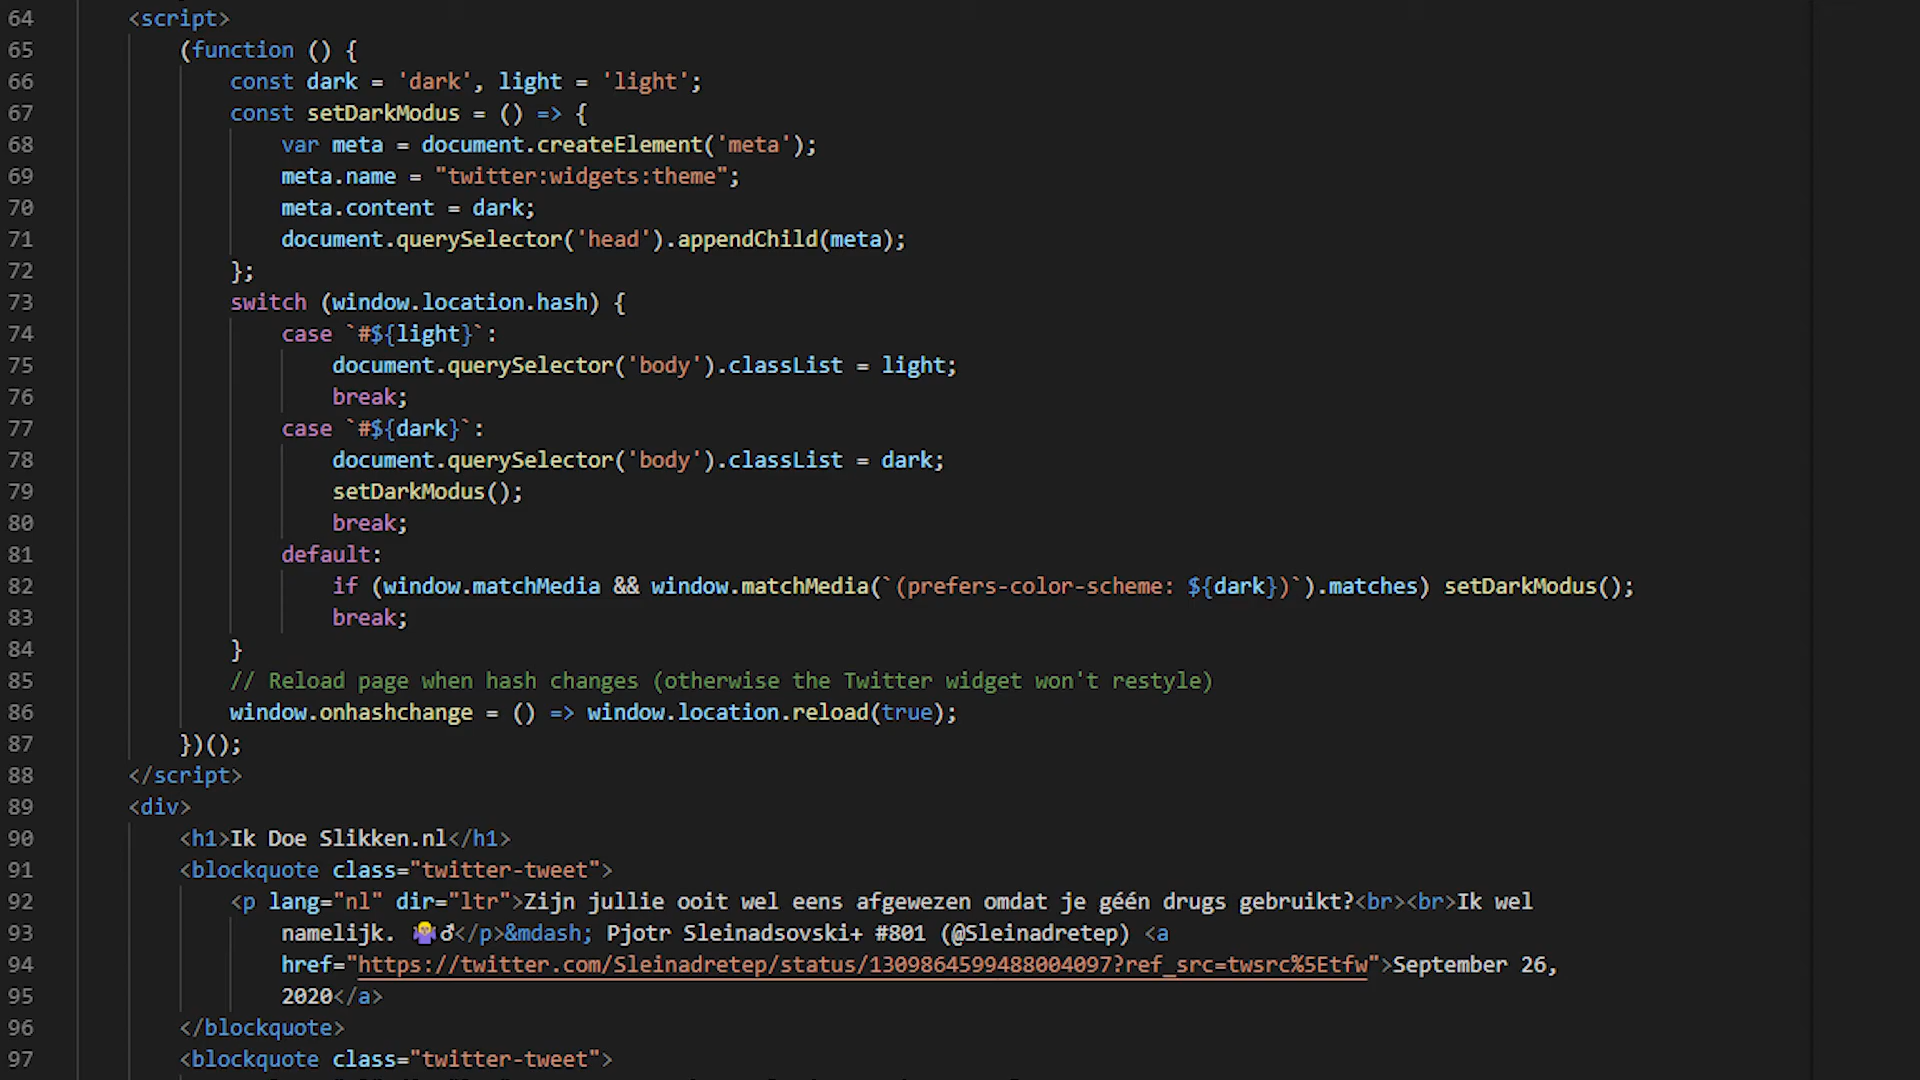 64 <script>
65 (function () {
66 const dark = 'dark', light = 'light';
67 const setDarkModus = () => {
68 var meta = document.createElement('meta');
69 meta.name = "twitter:widgets:theme";
70 meta.content = dark;
71 document.querySelector('head').appendChild(meta);
72 };
73 switch (window.location.hash) {
74 case `#${light}`:
75 document.querySelector('body').classList = light;
76 break;
77 case `#${dark}`:
78 document.querySelector('body').classList = dark;
79 setDarkModus();
80 break;
81 default:
82 if (window.matchMedia && window.matchMedia(`(prefers-color-scheme: ${dark})`).matches) setDarkModus();
83 break;
84 }
85 // Reload page when hash changes (otherwise the Twitter widget won't restyle)
86 window.onhashchange = () => window.location.reload(true);
87 })();
88 </script>
89 <div>
90 <h1>Ik Doe Slikken.nl</h1>
91 <blockquote class="twitter-tweet">
92 <p lang="nl" dir="ltr">Zijn jullie ooit wel eens afgewezen omdat je géén drugs gebruikt?<br><br>Ik wel
93 namelijk. 🤷♂</p>&mdash; Pjotr Sleinadsovski+ #801 (@Sleinadretep) <a
94 href="https://twitter.com/Sleinadretep/status/1309864599488004097?ref_src=twsrc%5Etfw">September 26,
95 2020</a>
96 </blockquote>
97 <blockquote class="twitter-tweet">